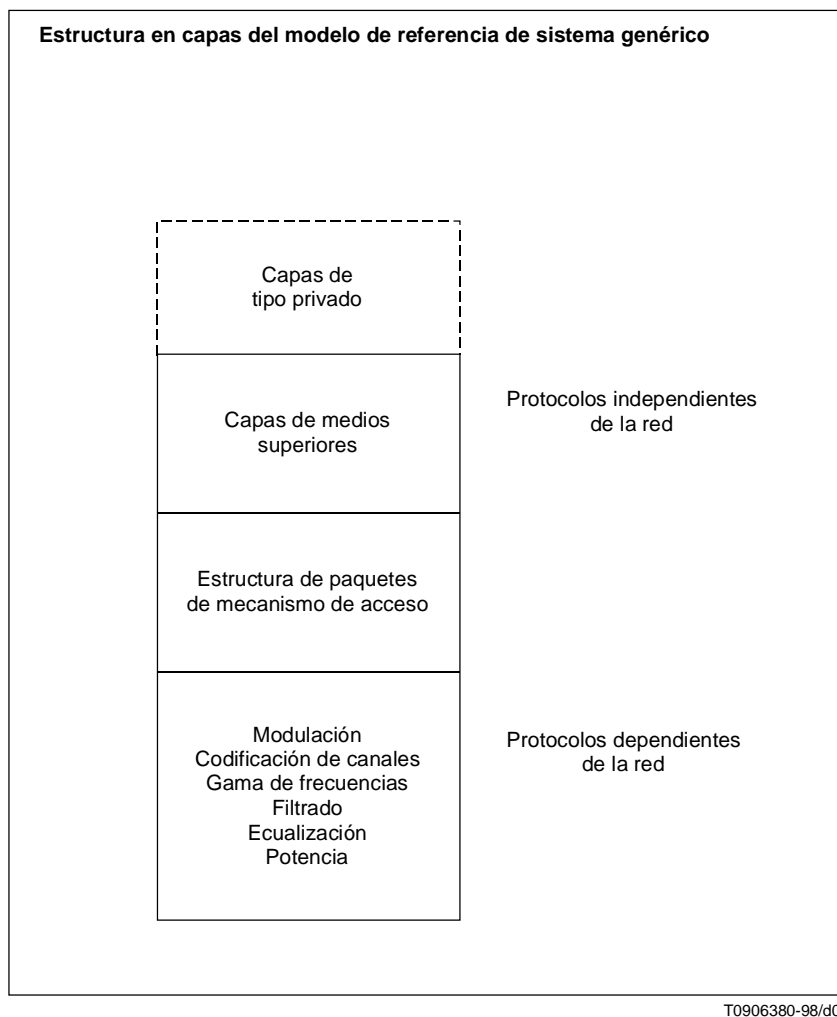 Estructura en capas del modelo de referencia de sistema genérico
Capas de
tipo privado
Capas de medios
superiores
Protocolos independientes
de la red
Estructura de paquetes
de mecanismo de acceso
Modulación
Codificación de canales
Gama de frecuencias
Filtrado
Ecualización
Potencia
Protocolos dependientes
de la red
T0906380-98/d0